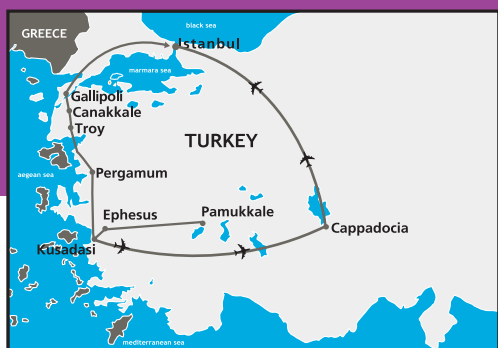 black sea
GREECE
Istanbul
marmara sea
Gallipoli
Canakkale
Troy
TURKEY
aegean sea
Pergamum
Ephesus
Pamukkale
Cappadocia
Kusadasi
mediterranean sea